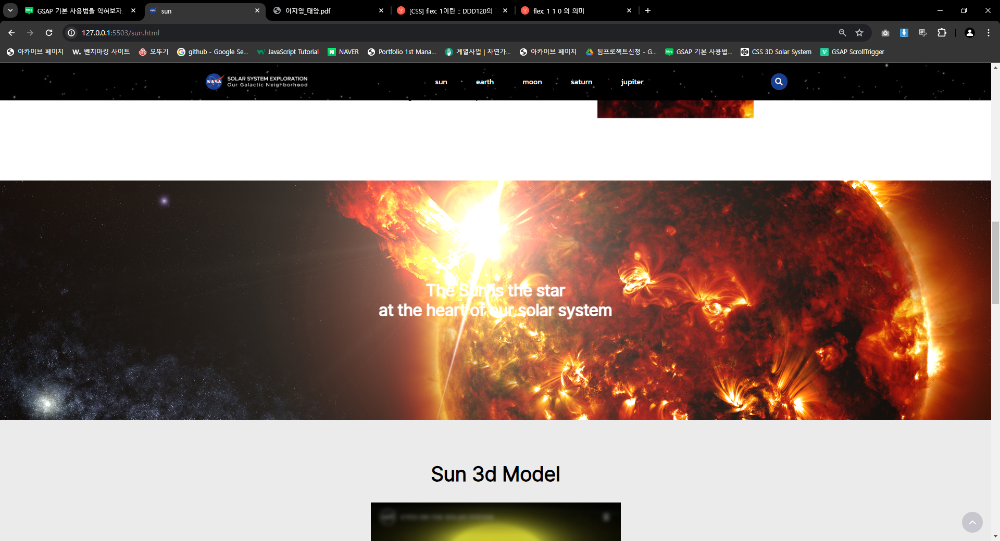 GSAP 기본 사용법을 익혀보자
sun
이지영_태양.pdf
[CSS] flex: 1이란 :: DDD120의
flex: 1 1 0 의 의미
127.0.0.1:5503/sun.html
아카이브 페이지
벤치마킹 사이트
오뚜기
github - Google Se...
JavaScript Tutorial
NAVER
Portfolio 1st Mana...
계열사업 | 자연가...
아카이브 페이지
팀프로젝트신청 - G...
GSAP 기본 사용법...
CSS 3D Solar System
GSAP ScrollTrigger
NASA
SOLAR SYSTEM EXPLORATION
Our Galactic Neighborhood
sun
earth
moon
saturn
jupiter
The Sun is the star
at the heart of our solar system
Sun 3d Model